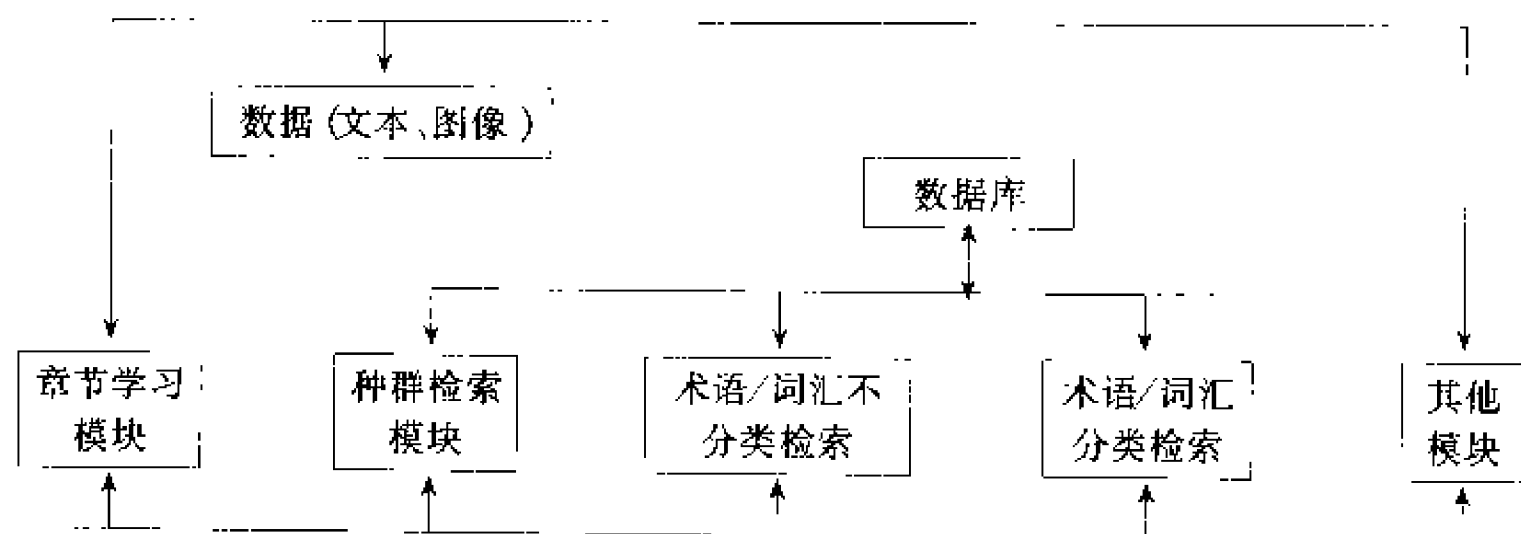 数据(文本、图像)
数据库
章节学习
模块
种群检索
模块
术语/词汇不
分类检索
术语/词汇
分类检索
其他
模块